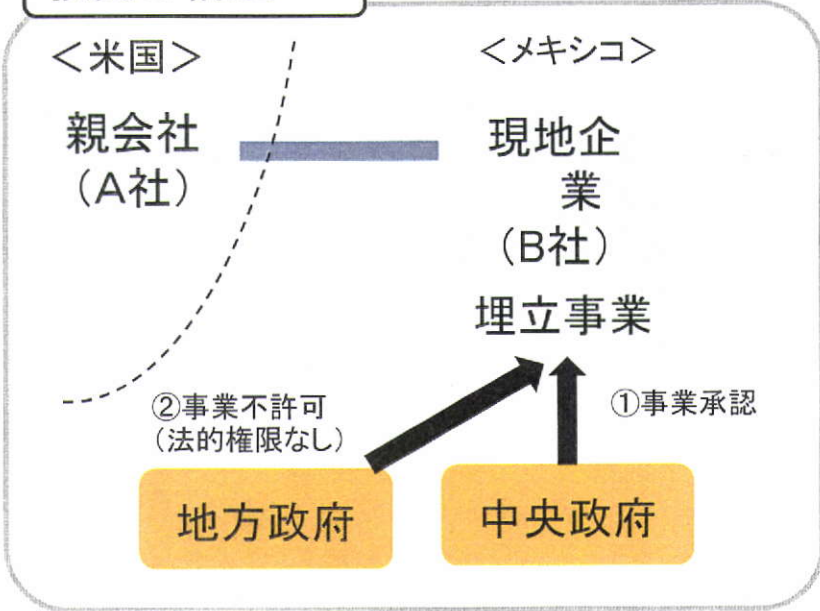 <米国>
<メキシコ>
親会社
(A社)
現地企
業
(B社)
埋立事業
②事業不許可
(法的権限なし)
①事業承認
地方政府
中央政府